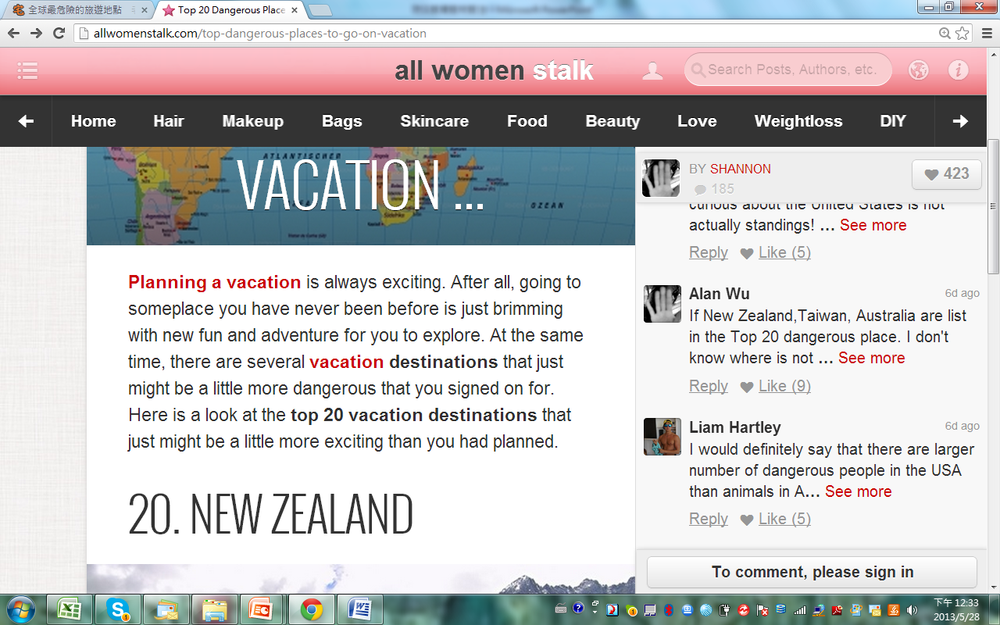 全球最危險的旅遊地點
Top 20 Dangerous Place
allwomenstalk.com/top-dangerous-places-to-go-on-vacation
all women stalk
Search Posts, Authors, etc.
Home Hair Makeup Bags Skincare Food Beauty Love Weightloss DIY
ATLANTISCHER
VACATION ...
OZEAN
Planning a vacation is always exciting. After all, going to
someplace you have never been before is just brimming
with new fun and adventure for you to explore. At the same
time, there are several vacation destinations that just
might be a little more dangerous that you signed on for.
Here is a look at the top 20 vacation destinations that
just might be a little more exciting than you had planned.
20. NEW ZEALAND
BY SHANNON
185
423
curious about the United States is not
actually standings! ... See more
Reply Like (5)
Alan Wu 6d ago
If New Zealand,Taiwan, Australia are list
in the Top 20 dangerous place. I don't
know where is not ... See more
Reply Like (9)
Liam Hartley 6d ago
I would definitely say that there are larger
number of dangerous people in the USA
than animals in A... See more
Reply Like (5)
To comment, please sign in
下午 12:33
2013/5/28